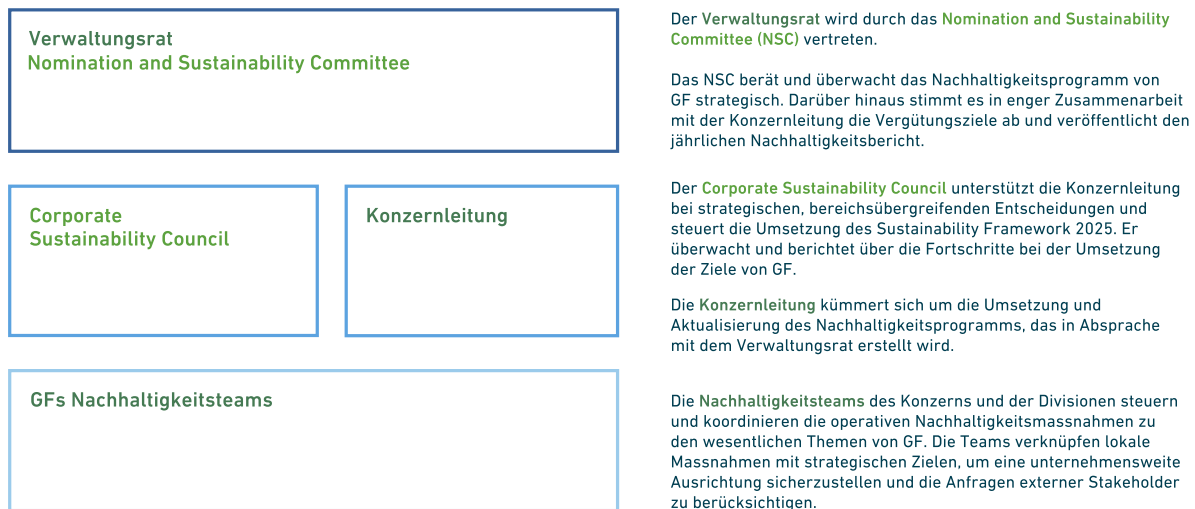 Verwaltungsrat
Nomination and Sustainability Committee
Der Verwaltungsrat wird durch das Nomination and Sustainability
Committee (NSC) vertreten.
Das NSC berät und überwacht das Nachhaltigkeitsprogramm von
GF strategisch. Darüber hinaus stimmt es in enger Zusammenarbeit
mit der Konzernleitung die Vergütungsziele ab und veröffentlicht den
jährlichen Nachhaltigkeitsbericht.
Corporate
Sustainability Council
Konzernleitung
Der Corporate Sustainability Council unterstützt die Konzernleitung
bei strategischen, bereichsübergreifenden Entscheidungen und
steuert die Umsetzung des Sustainability Framework 2025. Er
überwacht und berichtet über die Fortschritte bei der Umsetzung
der Ziele von GF.
Die Konzernleitung kümmert sich um die Umsetzung und
Aktualisierung des Nachhaltigkeitsprogramms, das in Absprache
mit dem Verwaltungsrat erstellt wird.
GFs Nachhaltigkeitsteams
Die Nachhaltigkeitsteams des Konzerns und der Divisionen steuern
und koordinieren die operativen Nachhaltigkeitsmassnahmen zu
den wesentlichen Themen von GF. Die Teams verknüpfen lokale
Massnahmen mit strategischen Zielen, um eine unternehmensweite
Ausrichtung sicherzustellen und die Anfragen externer Stakeholder
zu berücksichtigen.